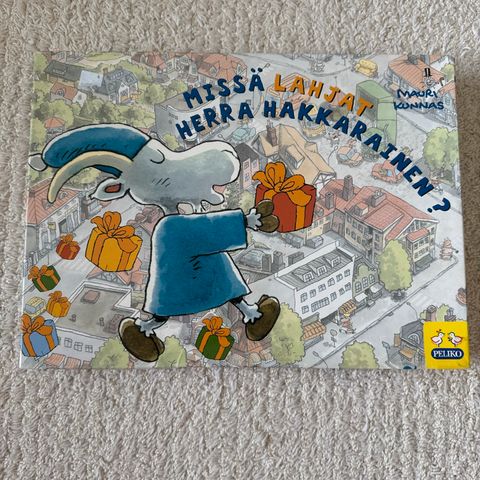 MISSÄ LAHJAT
HERRA HAKKARAINEN?
MAURI
KUNNAS
PELIKO